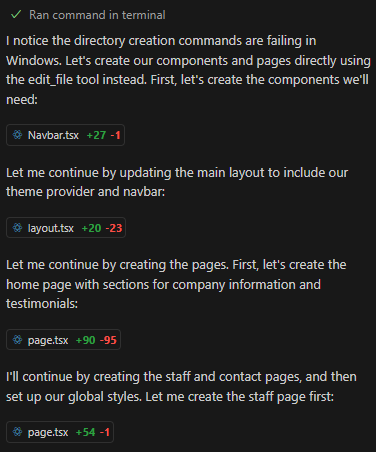 Ran command in terminal
I notice the directory creation commands are failing in
Windows. Let's create our components and pages directly using
the edit_file tool instead. First, let's create the components we'll
need:
Navbar.tsx +27 -1
Let me continue by updating the main layout to include our
theme provider and navbar:
layout.tsx +20 -23
Let me continue by creating the pages. First, let's create the
home page with sections for company information and
testimonials:
page.tsx +90 -95
I'll continue by creating the staff and contact pages, and then
set up our global styles. Let me create the staff page first:
page.tsx +54 -1